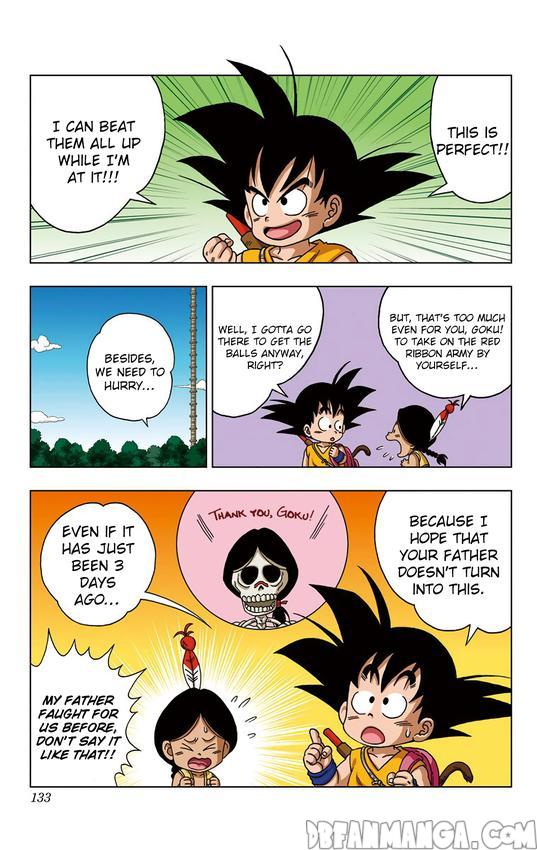 THIS IS
PERFECT!!
I CAN BEAT
THEM ALL UP
WHILE I'M
AT IT!!!
BUT, THAT'S TOO MUCH
EVEN FOR YOU, GOKU!
TO TAKE ON THE RED
RIBBON ARMY BY
YOURSELF...
WELL, I GOTTA GO
THERE TO GET THE
BALLS ANYWAY,
RIGHT?
BESIDES,
WE NEED TO
HURRY...
BECAUSE I
HOPE THAT
YOUR FATHER
DOESN'T TURN
INTO THIS.
THANK YOU, GOKU!
EVEN IF IT
HAS JUST
BEEN 3
DAYS
AGO...
MY FATHER
FAUGHT FOR
US BEFORE,
DON'T SAY IT
LIKE THAT!!
133
DBFANMANGA.COM